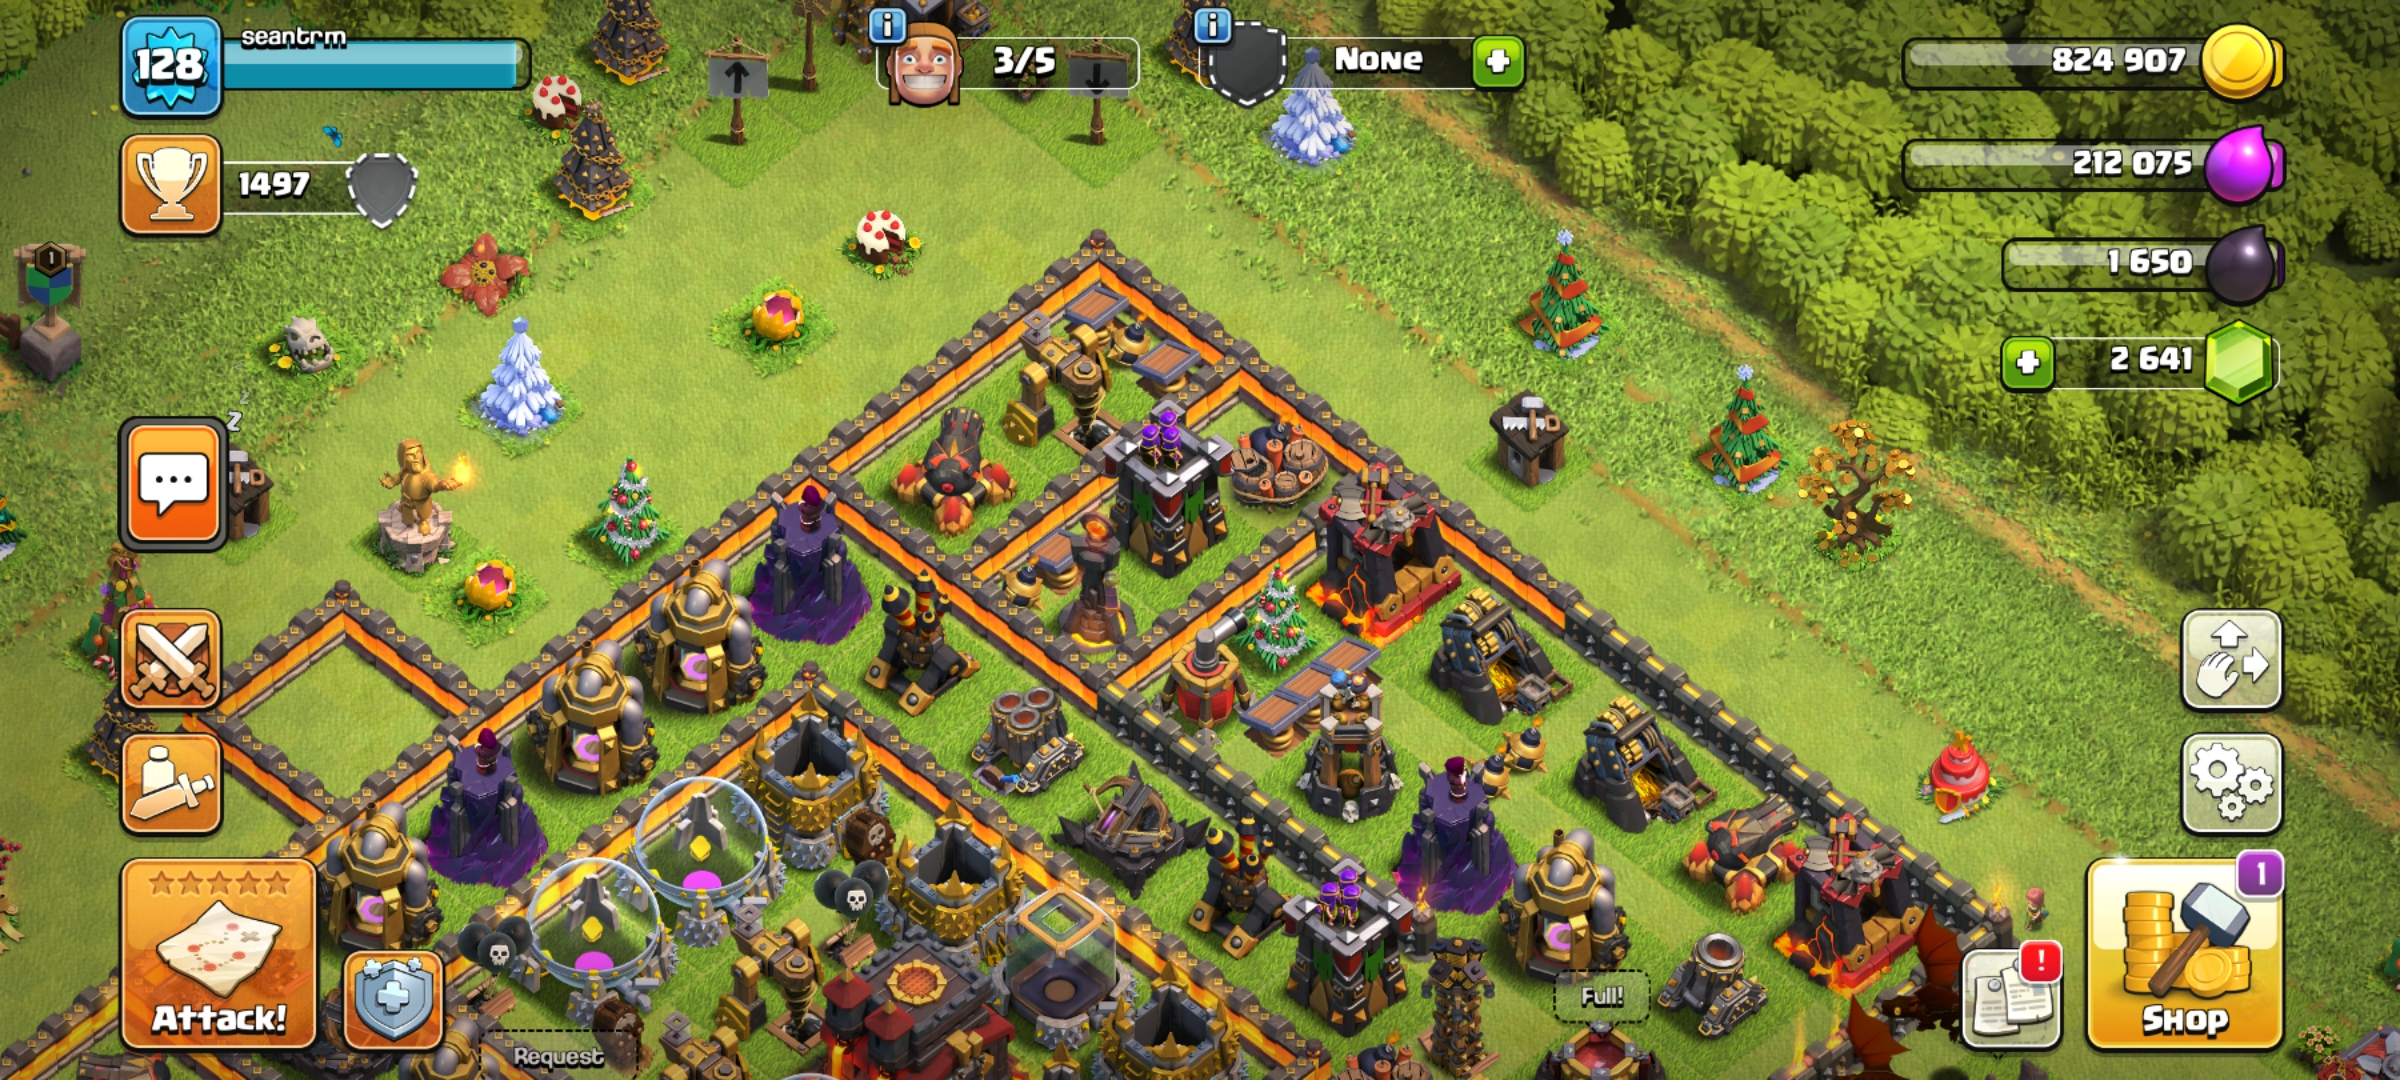 128
seantrm
3/5
None
824 907
1497
212 075
1 650
2 641
1
Attack!
Request
Full!
!
1
Shop